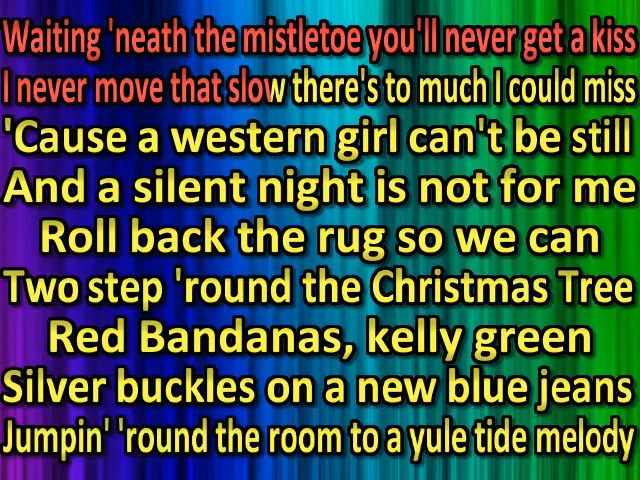 Waiting 'neath the mistletoe you'll never get a kiss
I never move that slow there's to much I could miss
'Cause a western girl can't be still
And a silent night is not for me
Roll back the rug so we can
Two step 'round the Christmas Tree
Red Bandanas, kelly green
Silver buckles on a new blue jeans
Jumpin' 'round the room to a yule tide melody